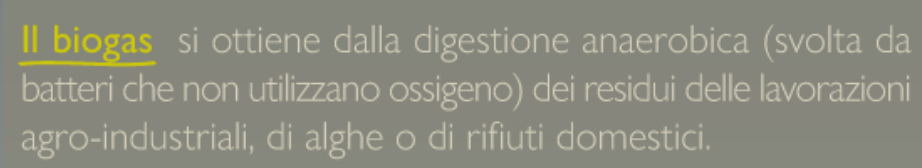 Il biogas si ottiene dalla digestione anaerobica (svolta da
batteri che non utilizzano ossigeno) dei residui delle lavorazioni
agro-industriali, di alghe o di rifiuti domestici.